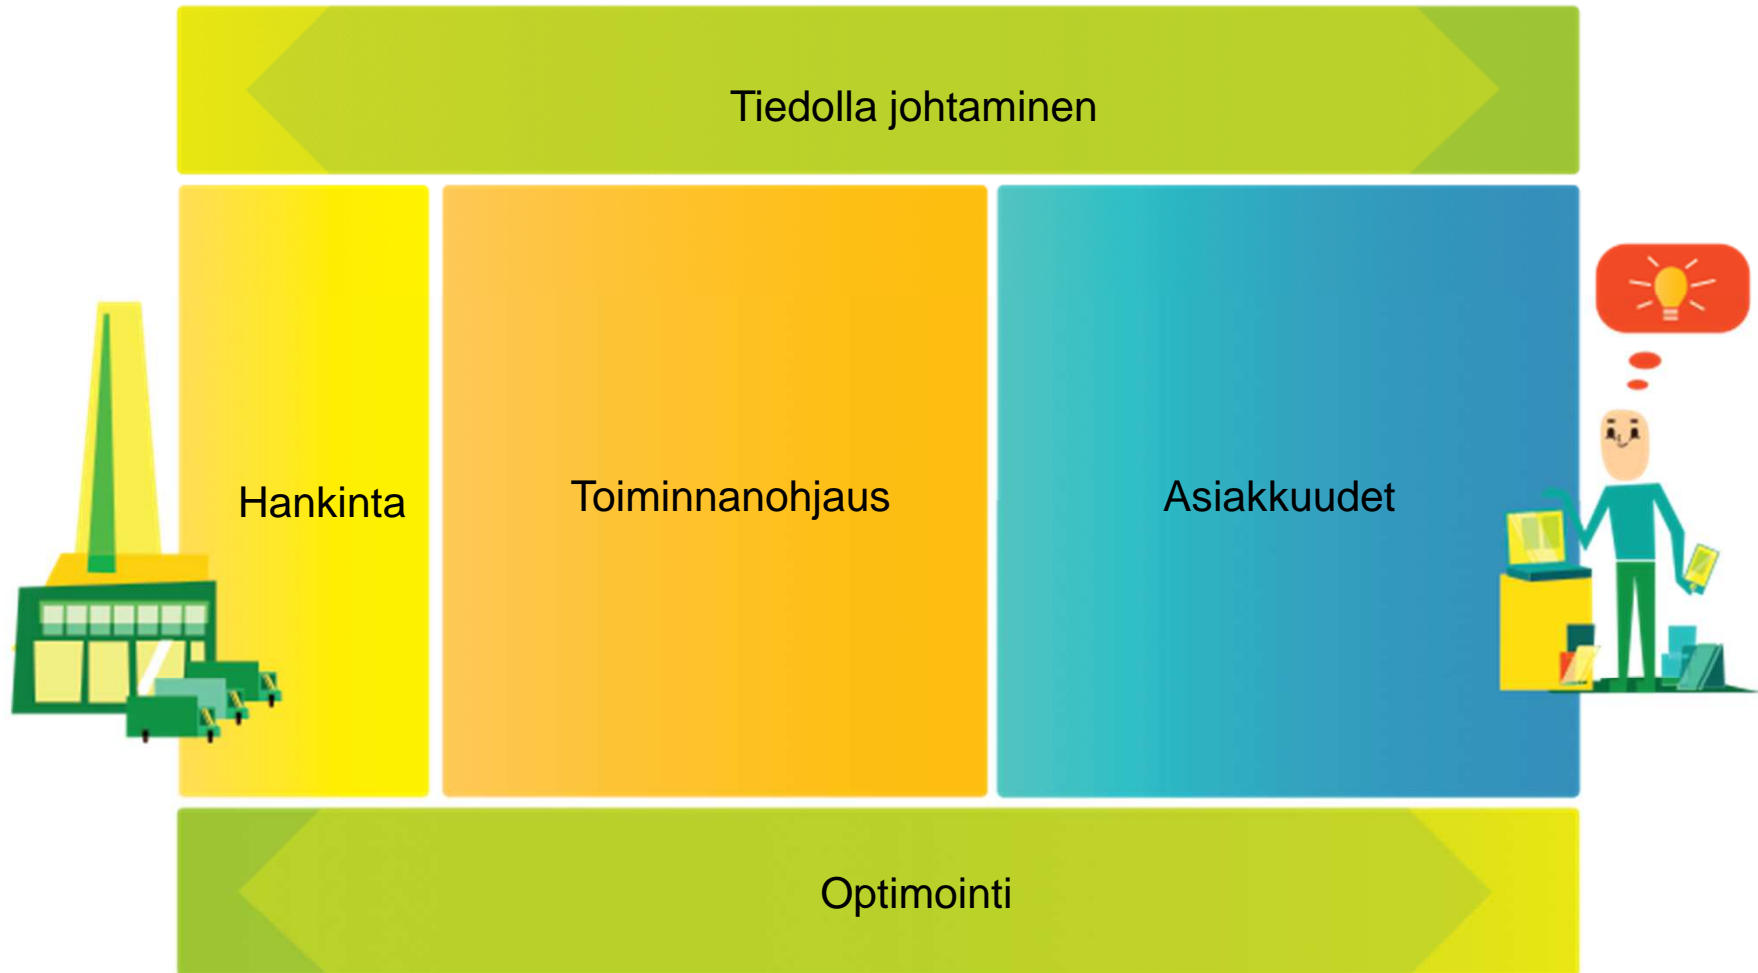 Tiedolla johtaminen
Hankinta
Toiminnanohjaus
Asiakkuudet
Optimointi